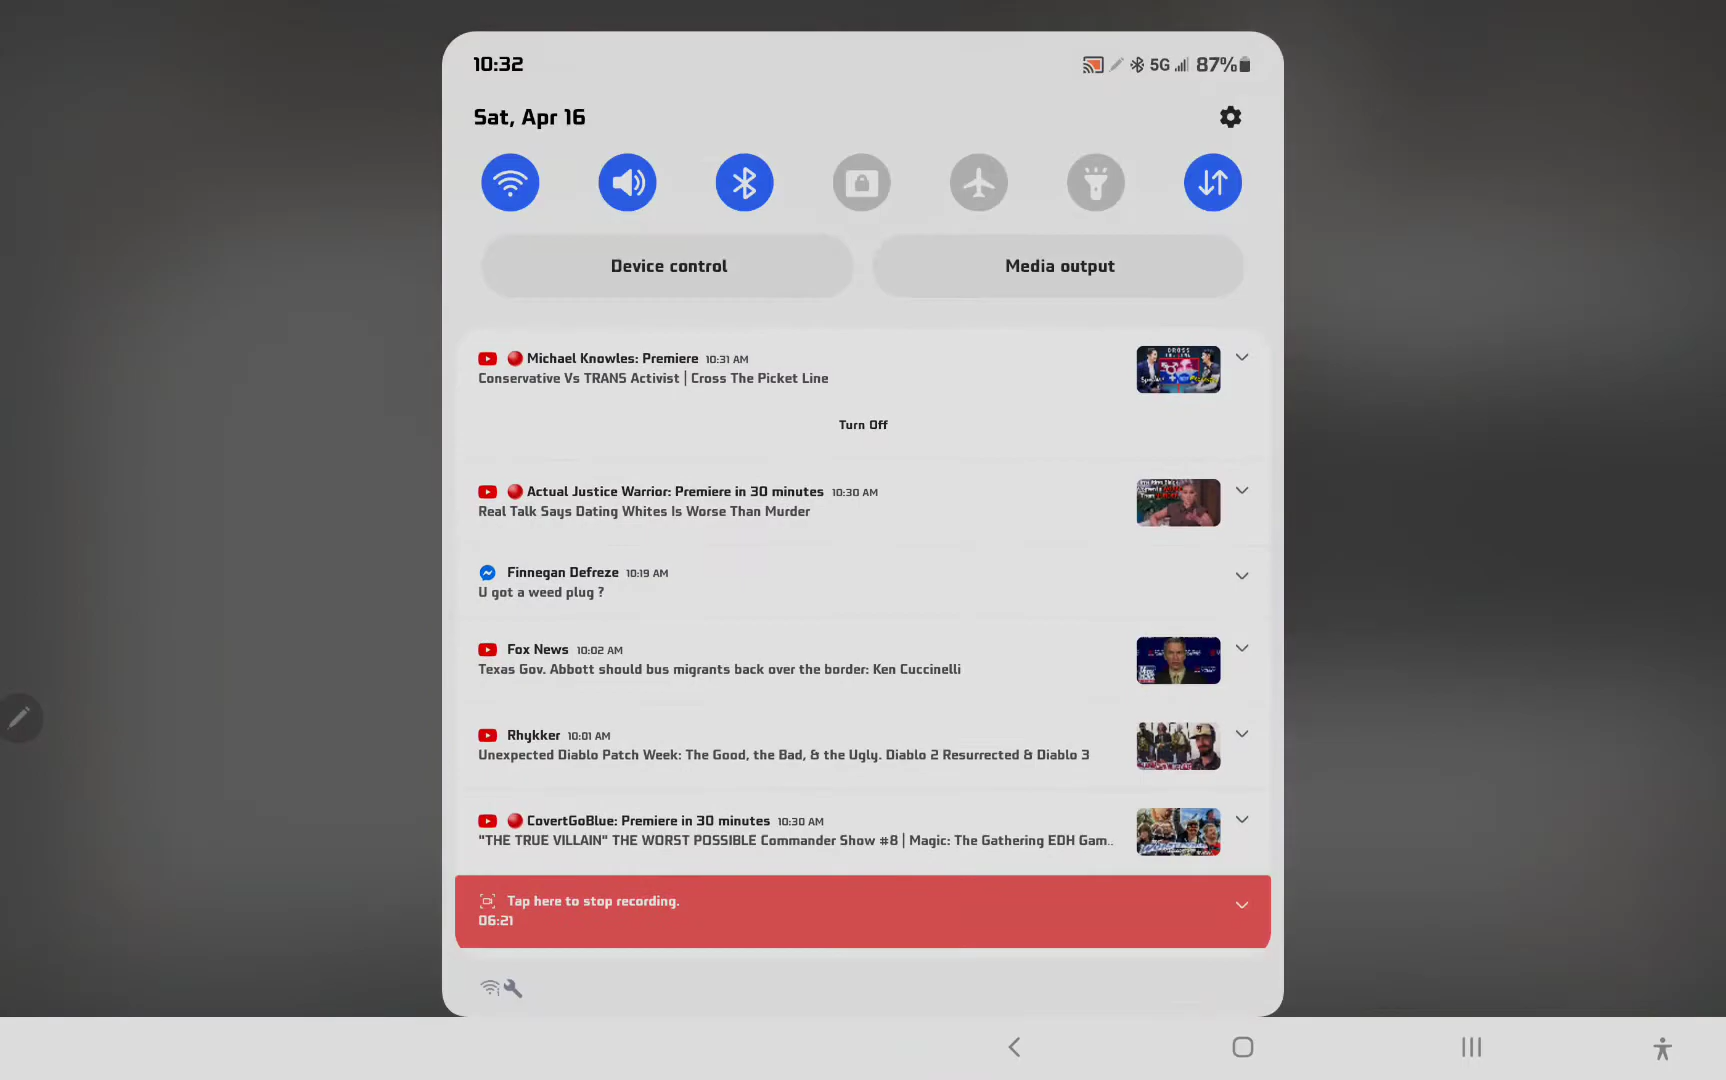 10:32
5G 87%
Sat, Apr 16
Device control
Media output
Michael Knowles: Premiere 10:31 AM
Conservative Vs TRANS Activist | Cross The Picket Line
Turn Off
Actual Justice Warrior: Premiere in 30 minutes 10:30 AM
Real Talk Says Dating Whites Is Worse Than Murder
Finnegan Defreze 10:19 AM
U got a weed plug ?
Fox News 10:02 AM
Texas Gov. Abbott should bus migrants back over the border: Ken Cuccinelli
Rhykker 10:01 AM
Unexpected Diablo Patch Week: The Good, the Bad, & the Ugly. Diablo 2 Resurrected & Diablo 3
CovertGoBlue: Premiere in 30 minutes 10:30 AM
"THE TRUE VILLAIN" THE WORST POSSIBLE Commander Show #8 | Magic: The Gathering EDH Gam..
Tap here to stop recording.
06:21